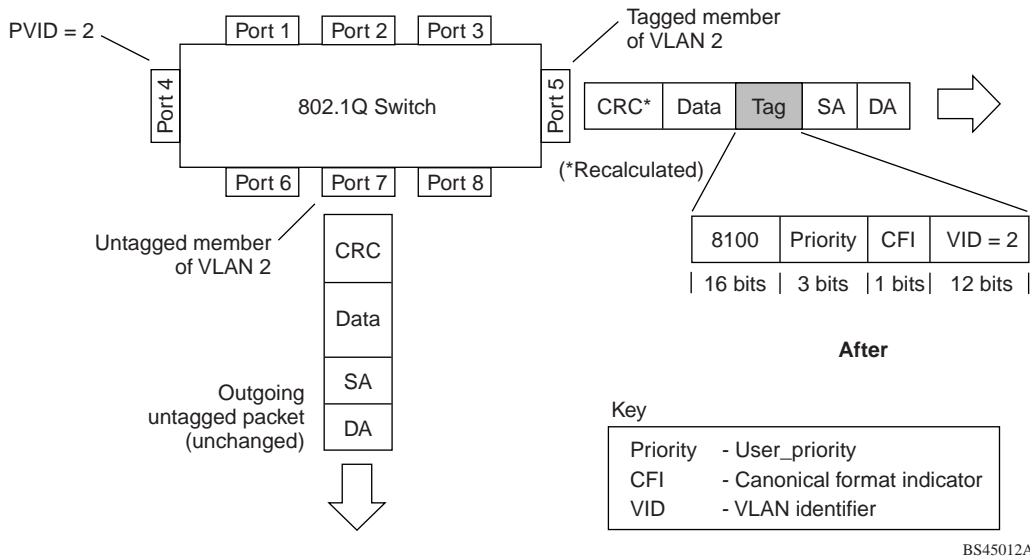 PVID = 2
Port 1
Port 2
Port 3
Tagged member
of VLAN 2
Port 4
802.1Q Switch
Port 5
CRC*
Data
Tag
SA
DA
(*Recalculated)
Port 6
Port 7
Port 8
Untagged member
of VLAN 2
8100
Priority
CFI
VID = 2
16 bits
3 bits
1 bits
12 bits
CRC
Data
SA
DA
After
Outgoing
untagged packet
(unchanged)
Key
Priority - User_priority
CFI - Canonical format indicator
VID - VLAN identifier
BS45012A